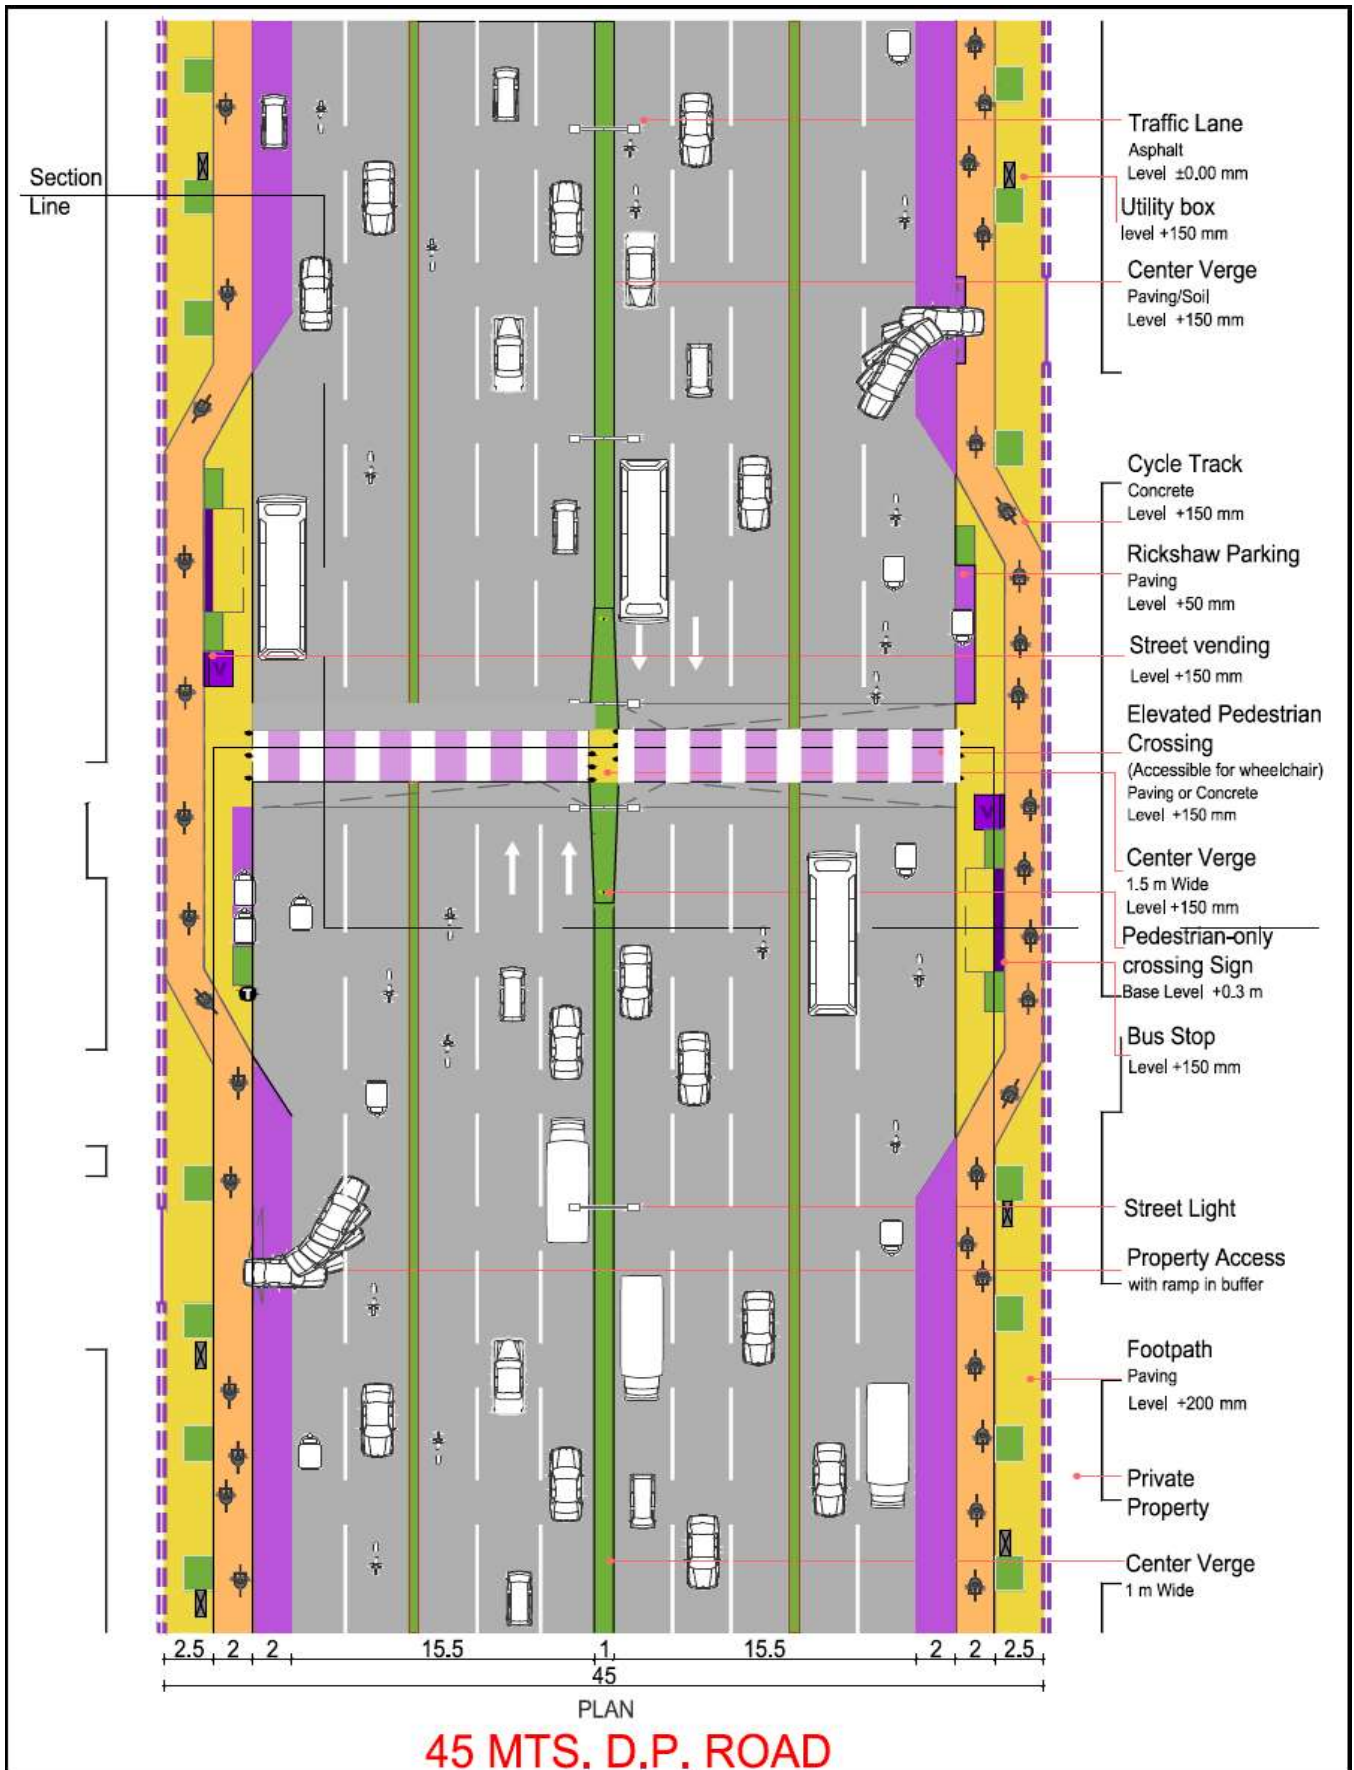 Section
Line
Traffic Lane
Asphalt
Level ±0.00 mm
Utility box
level +150 mm
Center Verge
Paving/Soil
Level +150 mm
Cycle Track
Concrete
Level +150 mm
Rickshaw Parking
Paving
Level +50 mm
Street vending
Level +150 mm
Elevated Pedestrian
Crossing
(Accessible for wheelchair)
Paving or Concrete
Level +150 mm
Center Verge
1.5 m Wide
Level +150 mm
Pedestrian-only
crossing Sign
Base Level +0.3 m
Bus Stop
Level +150 mm
Street Light
Property Access
with ramp in buffer
Footpath
Paving
Level +200 mm
Private
Property
Center Verge
1 m Wide
V
V
T
2.5 2 2 15.5 1 15.5 2 2 2.5
45
PLAN
45 MTS. D.P. ROAD